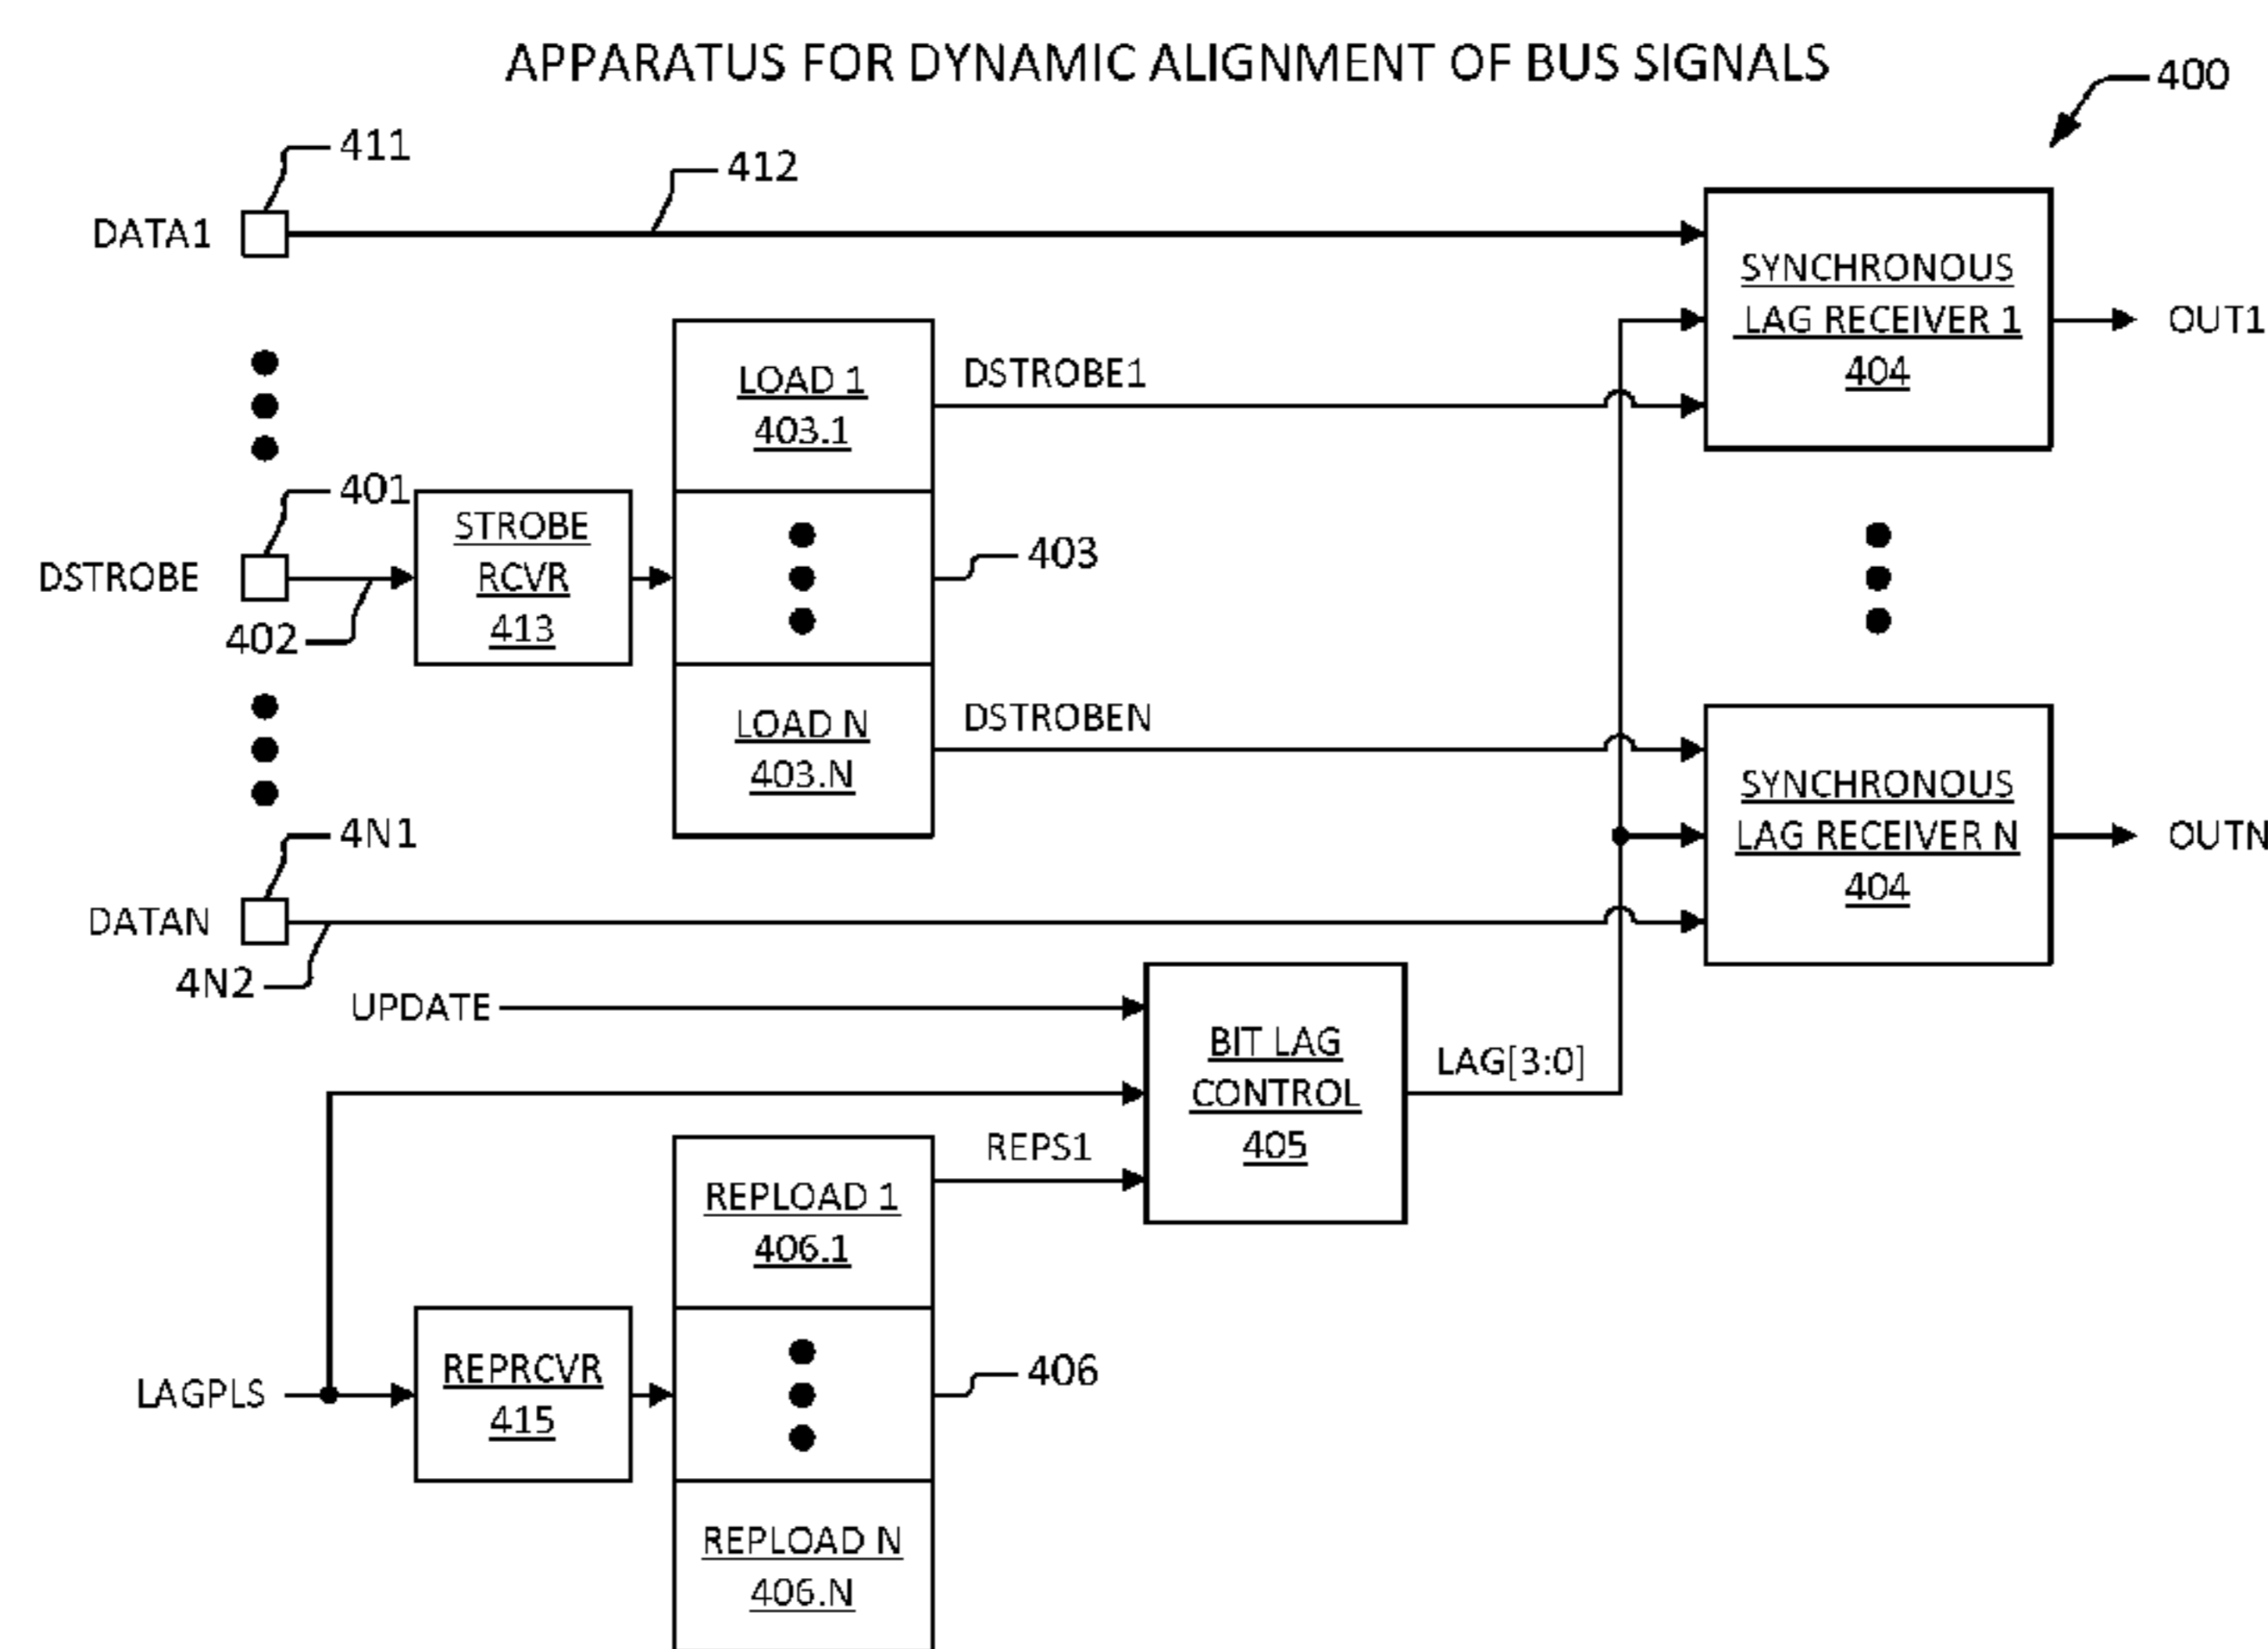 APPARATUS FOR DYNAMIC ALIGNMENT OF BUS SIGNALS
400
411
412
DATA1
SYNCHRONOUS
LAG RECEIVER 1
404
OUT1
LOAD 1
403.1
DSTROBE1
401
DSTROBE
402
STROBE
RCVR
413
403
LOAD N
403.N
DSTROBEN
SYNCHRONOUS
LAG RECEIVER N
404
OUTN
4N1
DATAN
4N2
UPDATE
BIT LAG
CONTROL
405
LAG[3:0]
REPS1
REPLOAD 1
406.1
LAGPLS
REPRCVR
415
406
REPLOAD N
406.N